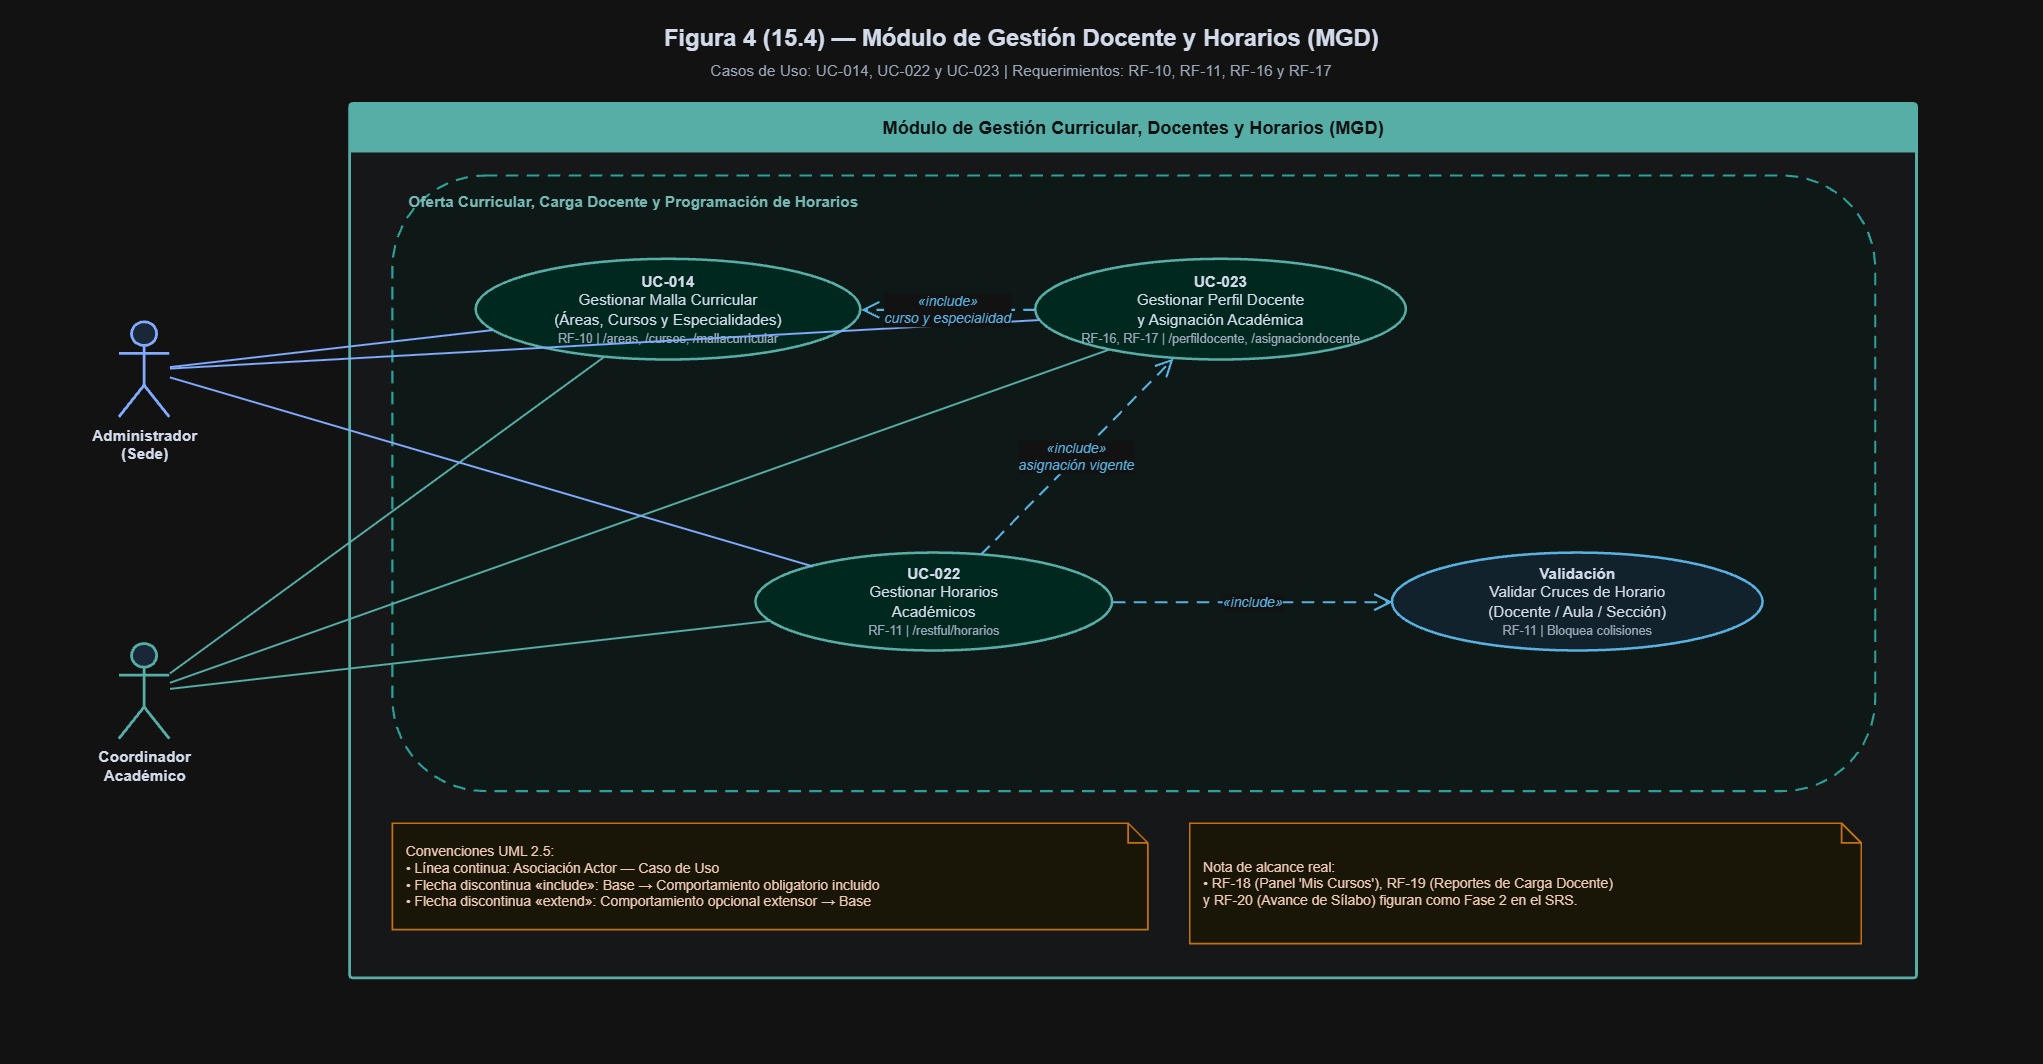 Figura 4 (15.4) — Módulo de Gestión Docente y Horarios (MGD)
Casos de Uso: UC-014, UC-022 y UC-023 | Requerimientos: RF-10, RF-11, RF-16 y RF-17
Módulo de Gestión Curricular, Docentes y Horarios (MGD)
Oferta Curricular, Carga Docente y Programación de Horarios
UC-014
Gestionar Malla Curricular
(Áreas, Cursos y Especialidades)
RF-10 | /areas, /cursos, /mallacurricular
«include»
curso y especialidad
UC-023
Gestionar Perfil Docente
y Asignación Académica
RF-16, RF-17 | /perfildocente, /asignaciondocente
Administrador
(Sede)
«include»
asignación vigente
UC-022
Gestionar Horarios
Académicos
RF-11 | /restful/horarios
«include»
Validación
Validar Cruces de Horario
(Docente / Aula / Sección)
RF-11 | Bloquea colisiones
Coordinador
Académico
Convenciones UML 2.5:
• Línea continua: Asociación Actor — Caso de Uso
• Flecha discontinua «include»: Base → Comportamiento obligatorio incluido
• Flecha discontinua «extend»: Comportamiento opcional extensor → Base
Nota de alcance real:
• RF-18 (Panel 'Mis Cursos'), RF-19 (Reportes de Carga Docente)
y RF-20 (Avance de Sílabo) figuran como Fase 2 en el SRS.